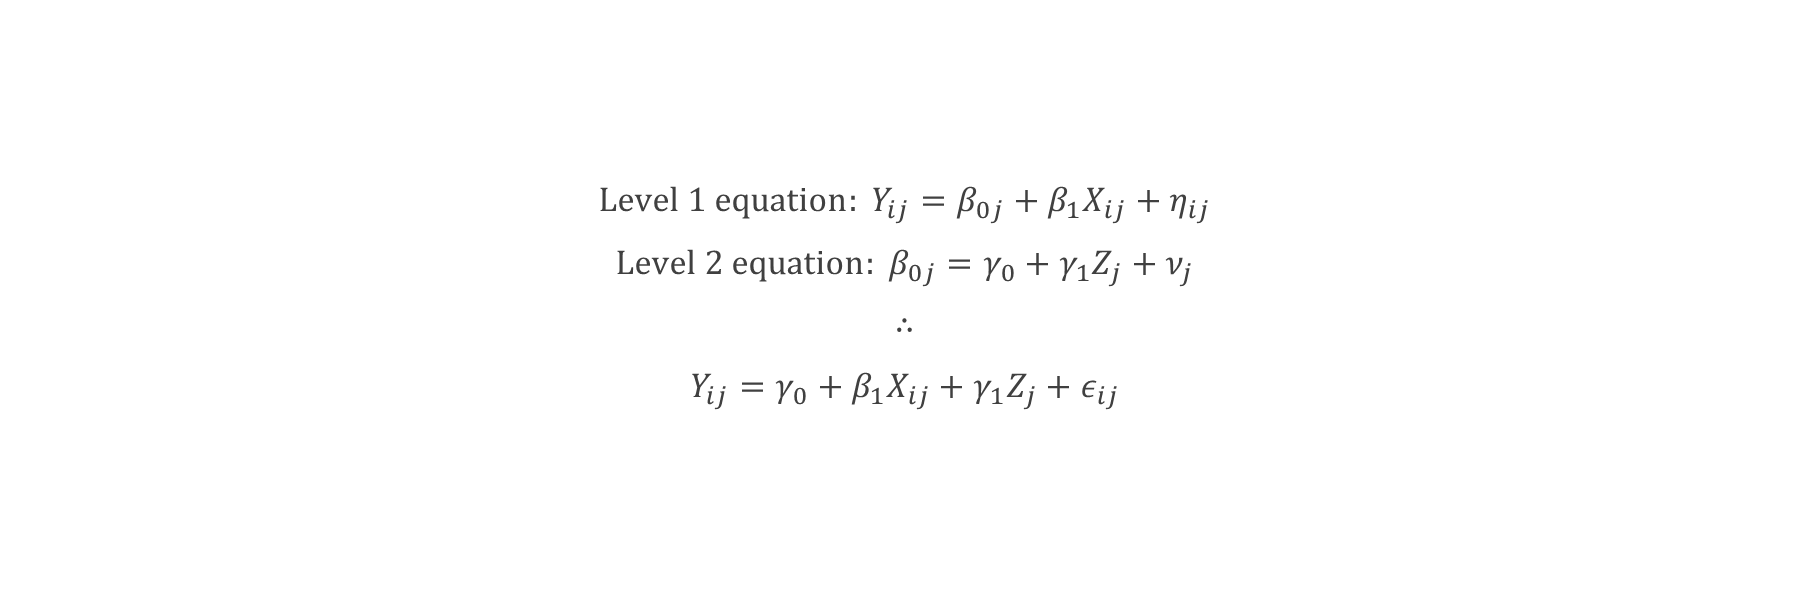 Level 1 equation: Y_{ij} = β_{0j} + β_1X_{ij} + η_{ij}
Level 2 equation: β_{0j} = γ_0 + γ_1Z_j + ν_j
∴
Y_{ij} = γ_0 + β_1X_{ij} + γ_1Z_j + ϵ_{ij}